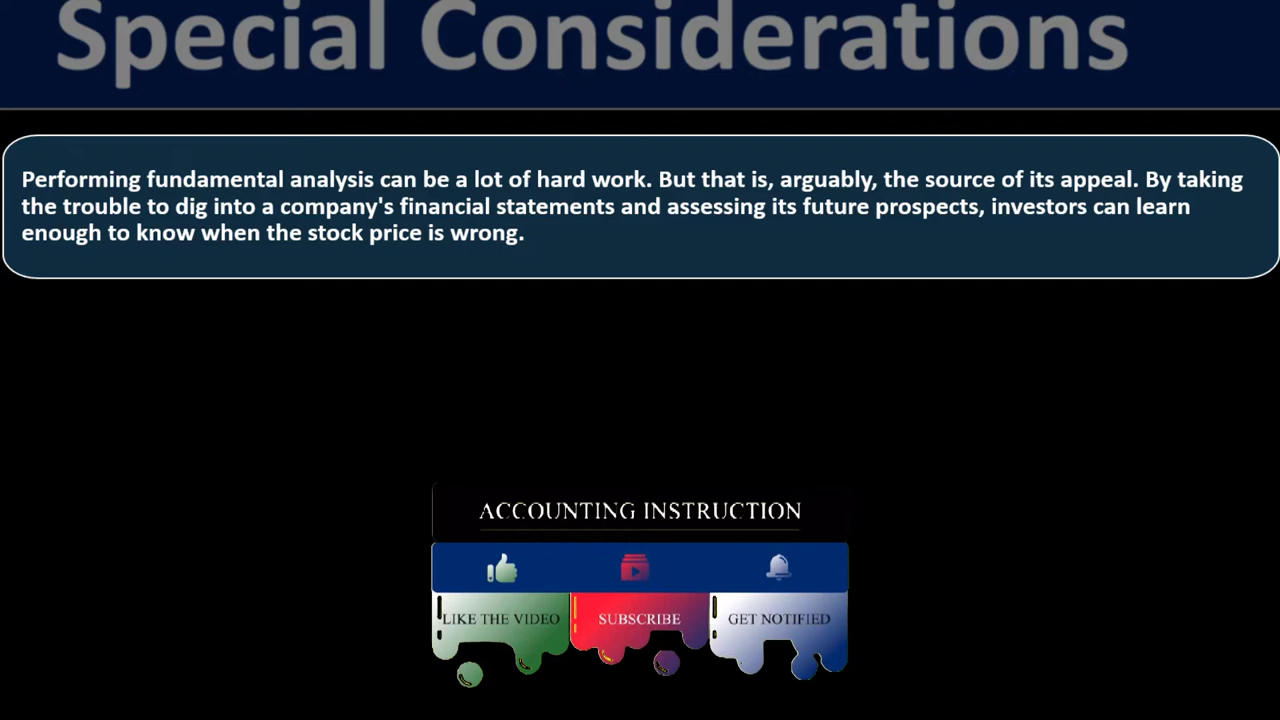 Special Considerations
Performing fundamental analysis can be a lot of hard work. But that is, arguably, the source of its appeal. By taking
the trouble to dig into a company's financial statements and assessing its future prospects, investors can learn
enough to know when the stock price is wrong.
ACCOUNTING INSTRUCTION
LIKE THE VIDEO
SUBSCRIBE
GET NOTIFIED